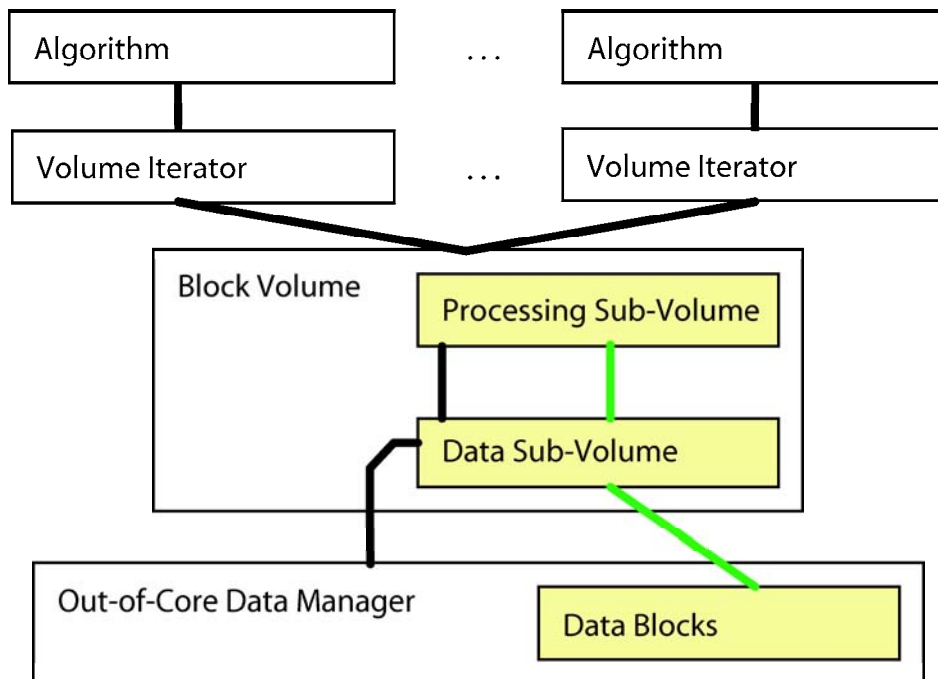 Algorithm ... Algorithm
Volume Iterator ... Volume Iterator
Block Volume
Processing Sub-Volume
Data Sub-Volume
Out-of-Core Data Manager
Data Blocks